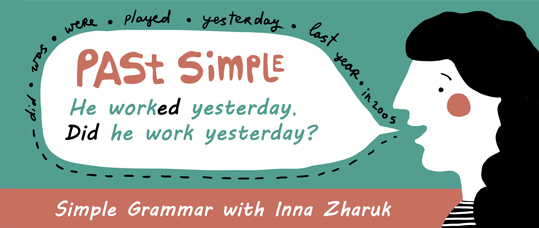 did • was • were • played • yesterday • last year • in 2005
PAST SIMPLE
He worked yesterday.
Did he work yesterday?
Simple Grammar with Inna Zharuk